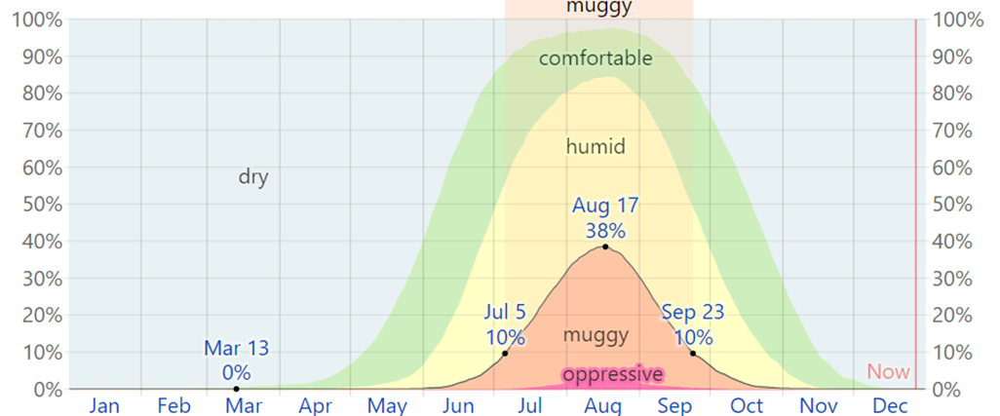 muggy
100%
100%
90%
comfortable
90%
80%
80%
70%
70%
humid
60%
dry
60%
50%
Aug 17
50%
40%
38%
40%
30%
30%
20%
Jul 5
Sep 23
20%
10%
Mar 13
10%
muggy
10%
10%
0%
oppressive
Now
0%
0%
Jan
Feb
Mar
Apr
May
Jun
Jul
Aug
Sep
Oct
Nov
Dec